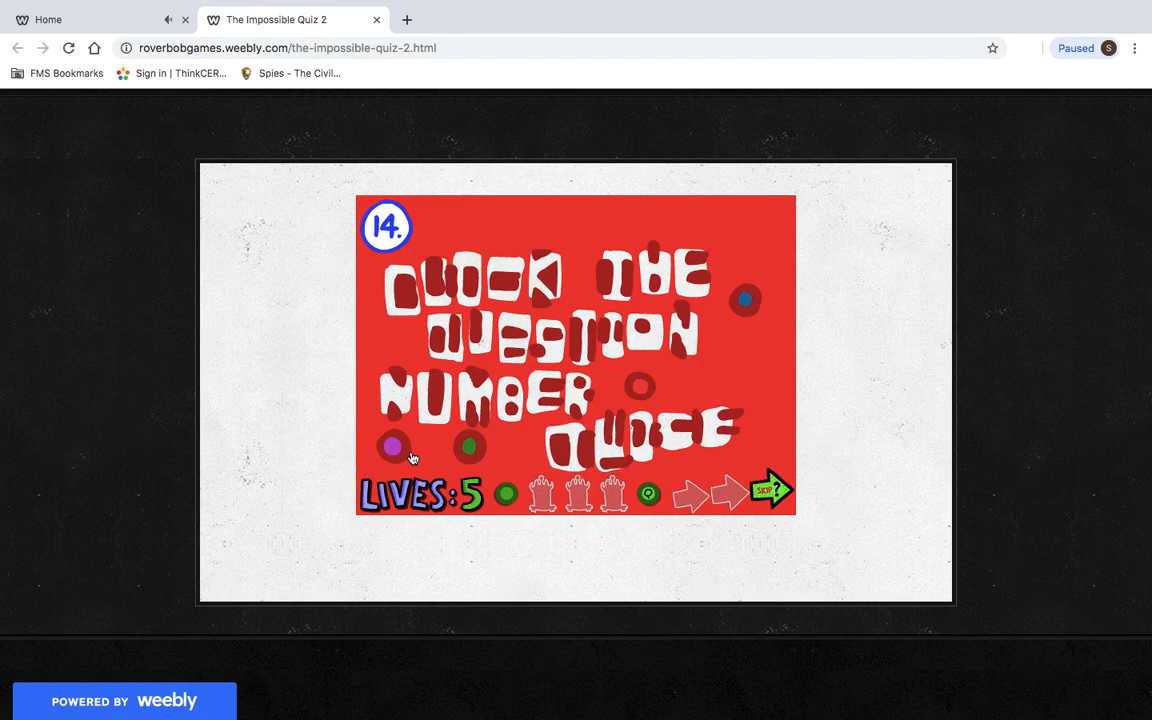 Home
The Impossible Quiz 2
roverbobgames.weebly.com/the-impossible-quiz-2.html
Paused
S
FMS Bookmarks
Sign in | ThinkCER...
Spies - The Civil...
14.
CLICK THE
QUESTION
NUMBER
TWICE
LIVES: 5
SKIP?
POWERED BY weebly